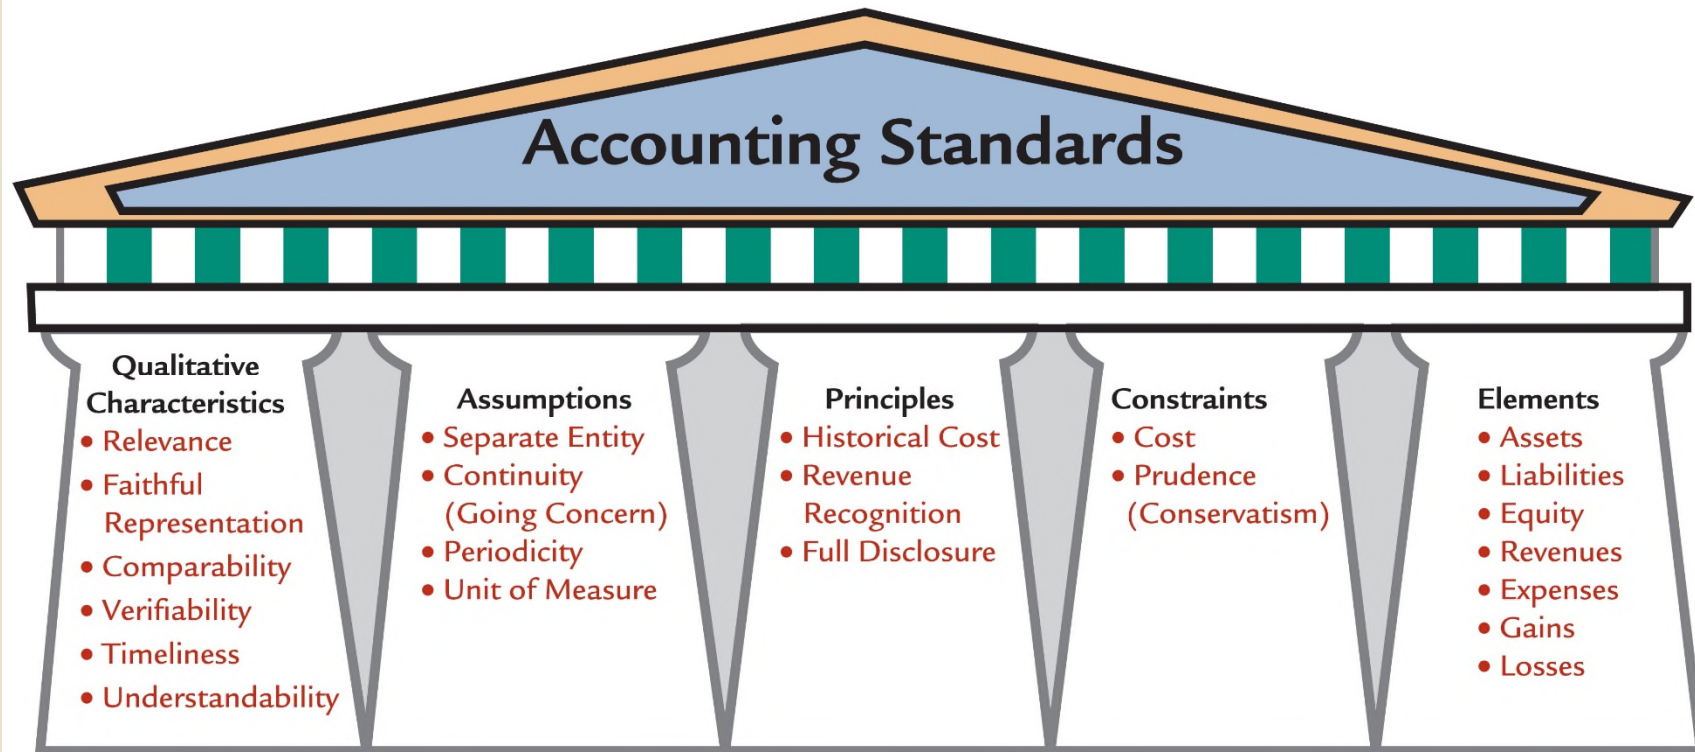 Accounting Standards
Qualitative
Characteristics
• Relevance
• Faithful
Representation
• Comparability
• Verifiability
• Timeliness
• Understandability
Assumptions
• Separate Entity
• Continuity
(Going Concern)
• Periodicity
• Unit of Measure
Principles
• Historical Cost
• Revenue
Recognition
• Full Disclosure
Constraints
• Cost
• Prudence
(Conservatism)
Elements
• Assets
• Liabilities
• Equity
• Revenues
• Expenses
• Gains
• Losses